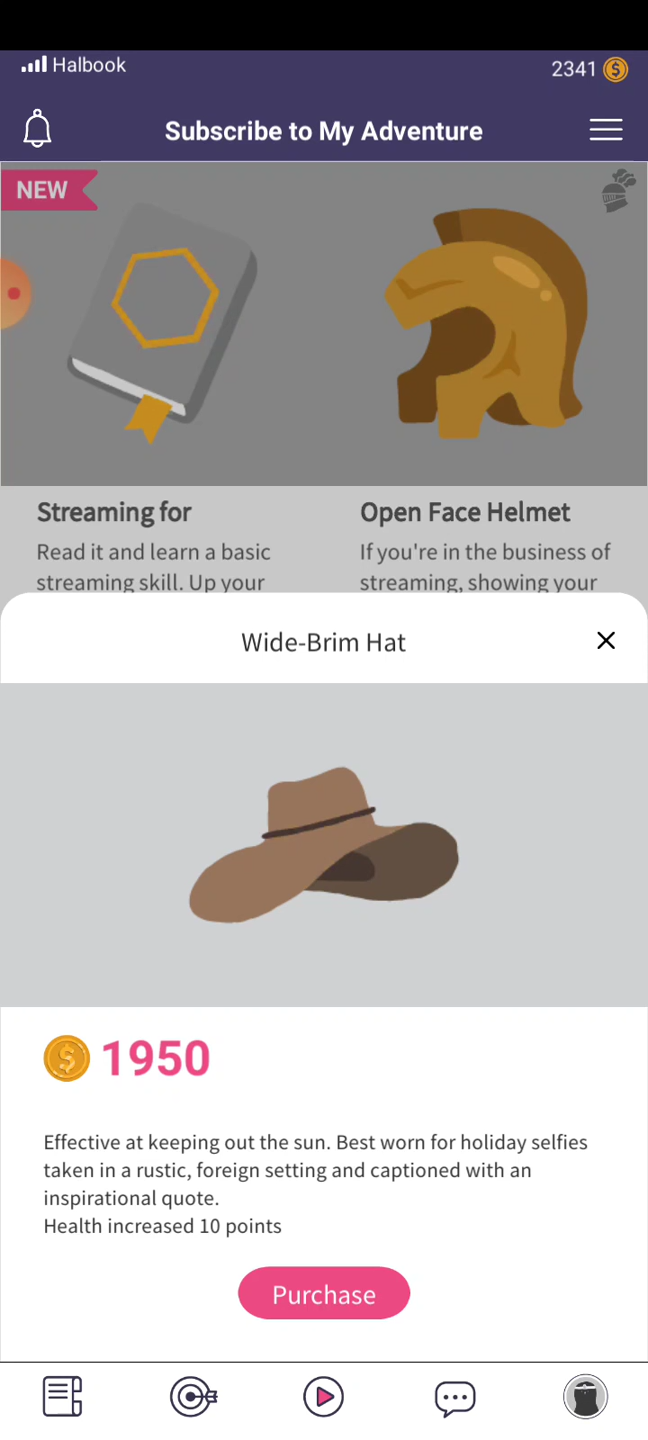 Halbook
2341
Subscribe to My Adventure
NEW
Streaming for
Read it and learn a basic
streaming skill. Up your
Open Face Helmet
If you're in the business of
streaming, showing your
Wide-Brim Hat
1950
Effective at keeping out the sun. Best worn for holiday selfies
taken in a rustic, foreign setting and captioned with an
inspirational quote.
Health increased 10 points
Purchase